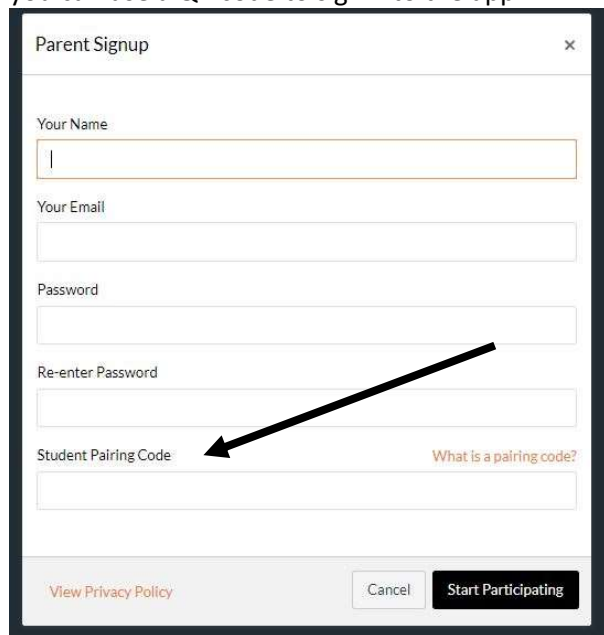 Parent Signup ×
Your Name
Your Email
Password
Re-enter Password
Student Pairing Code What is a pairing code?
View Privacy Policy Cancel Start Participating